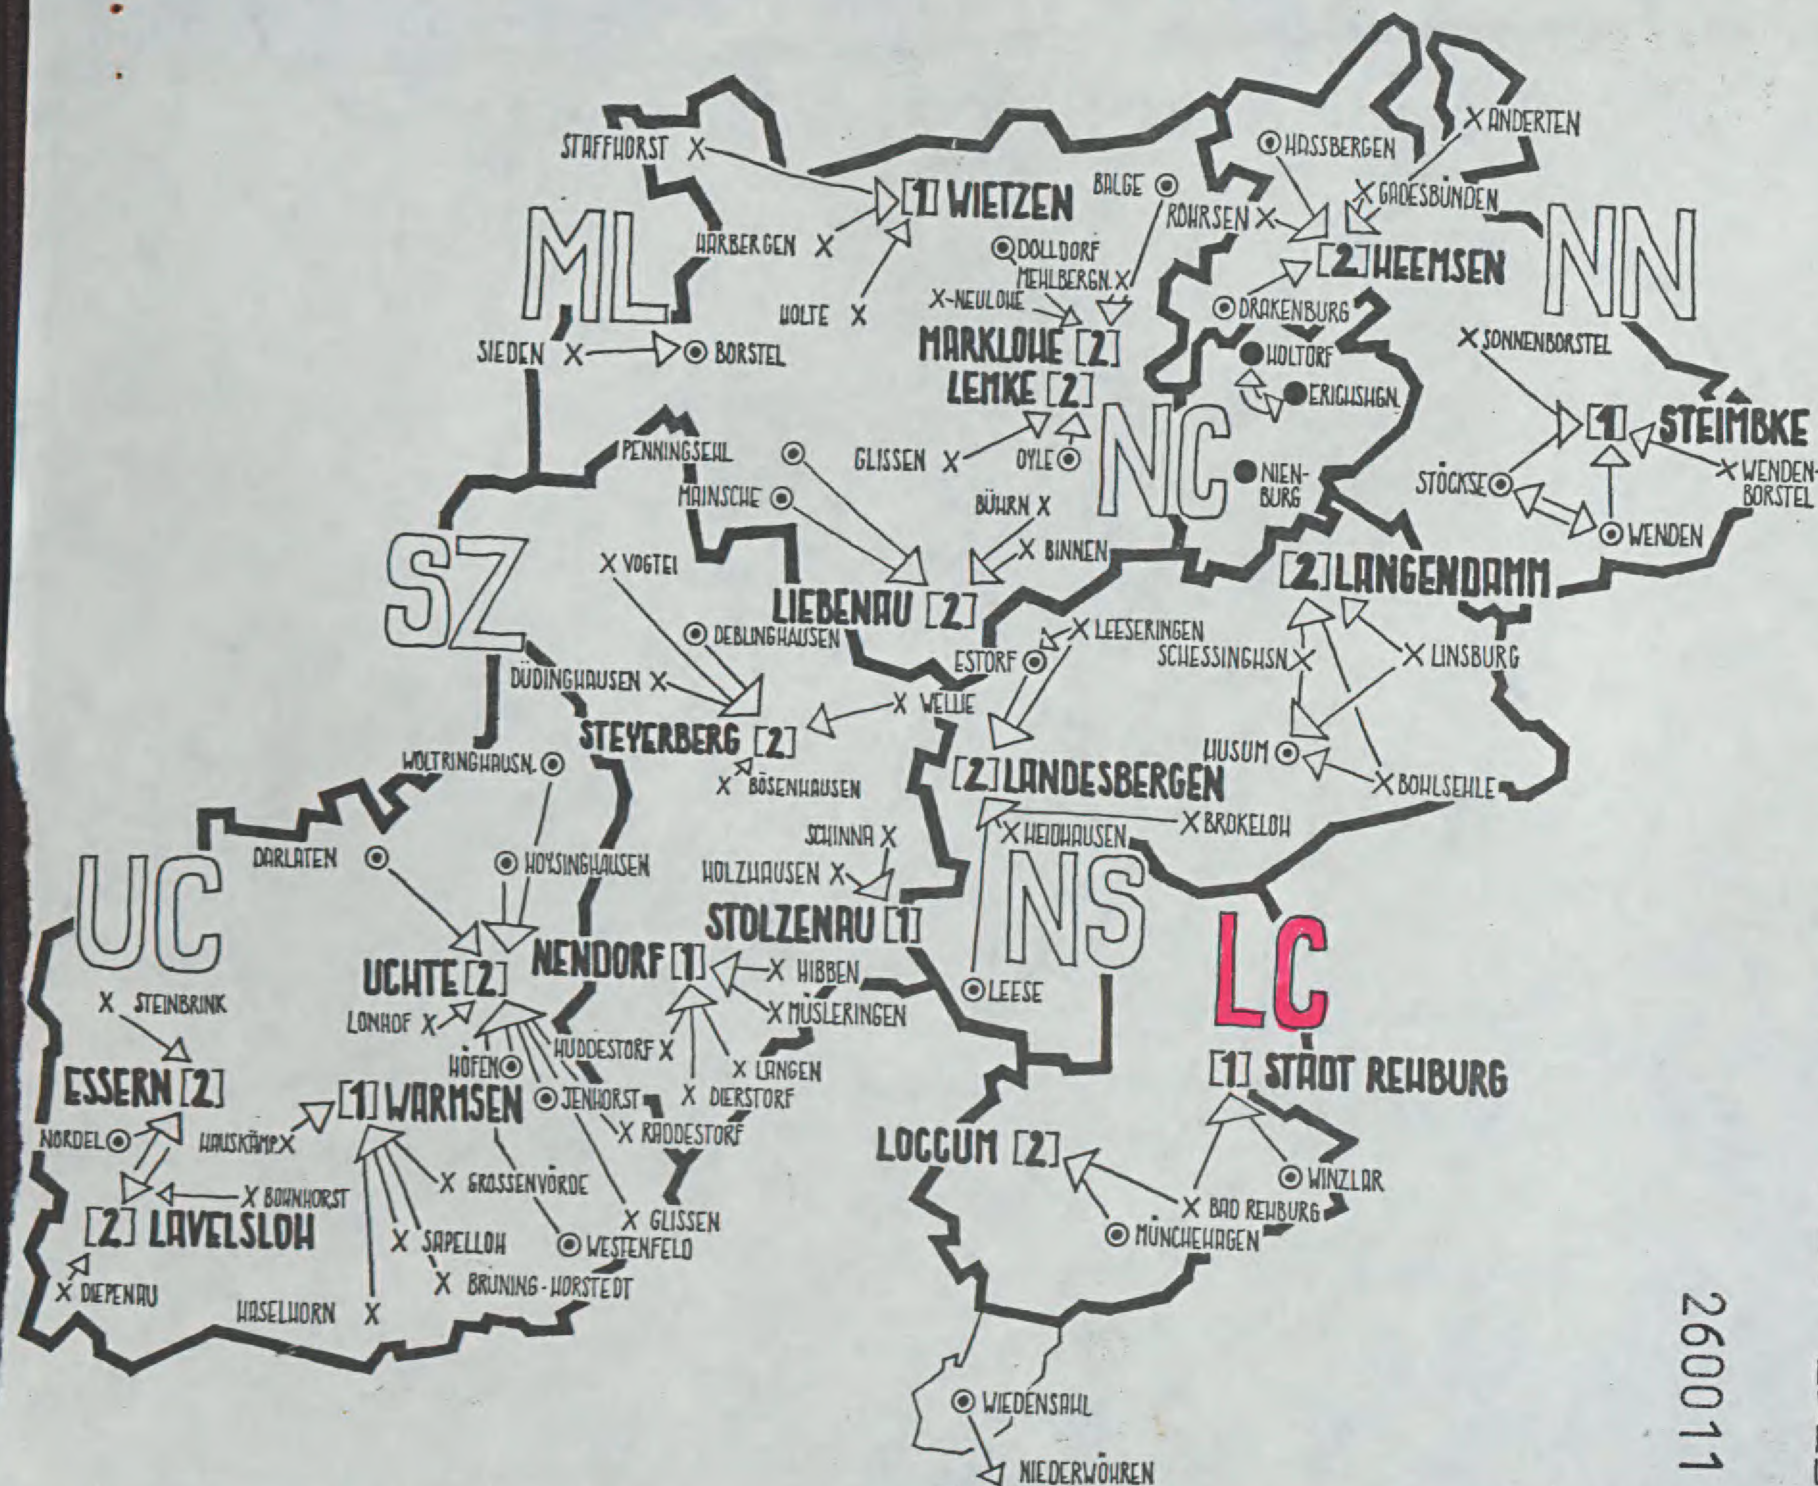 STAFFHORST
[1] WIETZEN
BALGE
HASSBERGEN
ANDERTEN
GADESBÜNDEN
ROHRSEN
ML
HARBERGEN
DOLLDORF
MEHLBERGN.
[2] HEEMSEN
NN
HOLTE
NEULOHE
DRAKENBURG
SIEDEN
BORSTEL
MARKLOHE [2]
HOLTORF
SONNENBORSTEL
LEMKE [2]
ERICHSHGN.
[1] STEIMBKE
PENNINGSEHL
GLISSEN
OYLE
NC
NIEN-
BURG
STÖCKSE
WENDEN-
BORSTEL
MAINSCHE
BÜHRN
WENDEN
SZ
VOGTEI
BINNEN
[2] LANGENDAMM
LIEBENAU [2]
DEBLINGHAUSEN
LEESERINGEN
ESTORF
SCHESSINGHSN.
LINSBURG
DÜDINGHAUSEN
WELLIE
STEYERBERG [2]
HUSUM
WOLTRINGHAUSN.
BÖSENHAUSEN
[2] LANDESBERGEN
BOHLSEHLE
SCHINNA
HEIDHAUSEN
BROKELOH
DARLATEN
HOYSINGHAUSEN
HOLZHAUSEN
UC
STOLZENAU [1]
NS
LC
UCHTE [2]
NENDORF [1]
HIBBEN
LEESE
STEINBRINK
LONHOF
MÜSLERINGEN
HÖFEN
HUDDESTORF
LANGEN
[1] STADT REHBURG
ESSERN [2]
[1] WARMSEN
JENHORST
DIERSTORF
NORDEL
HAUSKÄMP.
RADDESTORF
LOCCUM [2]
WINZLAR
BOHNHORST
GROSSENVÖRDE
BAD REHBURG
[2] LAVELSLOH
SAPELLOH
GLISSEN
WESTENFELD
MÜNCHEHAGEN
DIEPENAU
BRÜNING-HORSTEDT
HASELHORN
WIEDENSAHL
NIEDERWÖHREN
260011